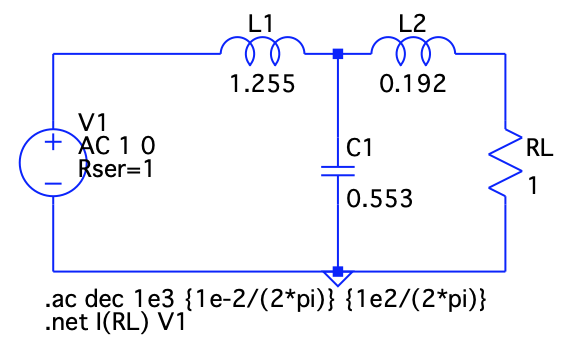 L1
L2
1.255
0.192
V1
AC 1 0
Rser=1
C1
0.553
RL
1
.ac dec 1e3 {1e-2/(2*pi)} {1e2/(2*pi)}
.net I(RL) V1